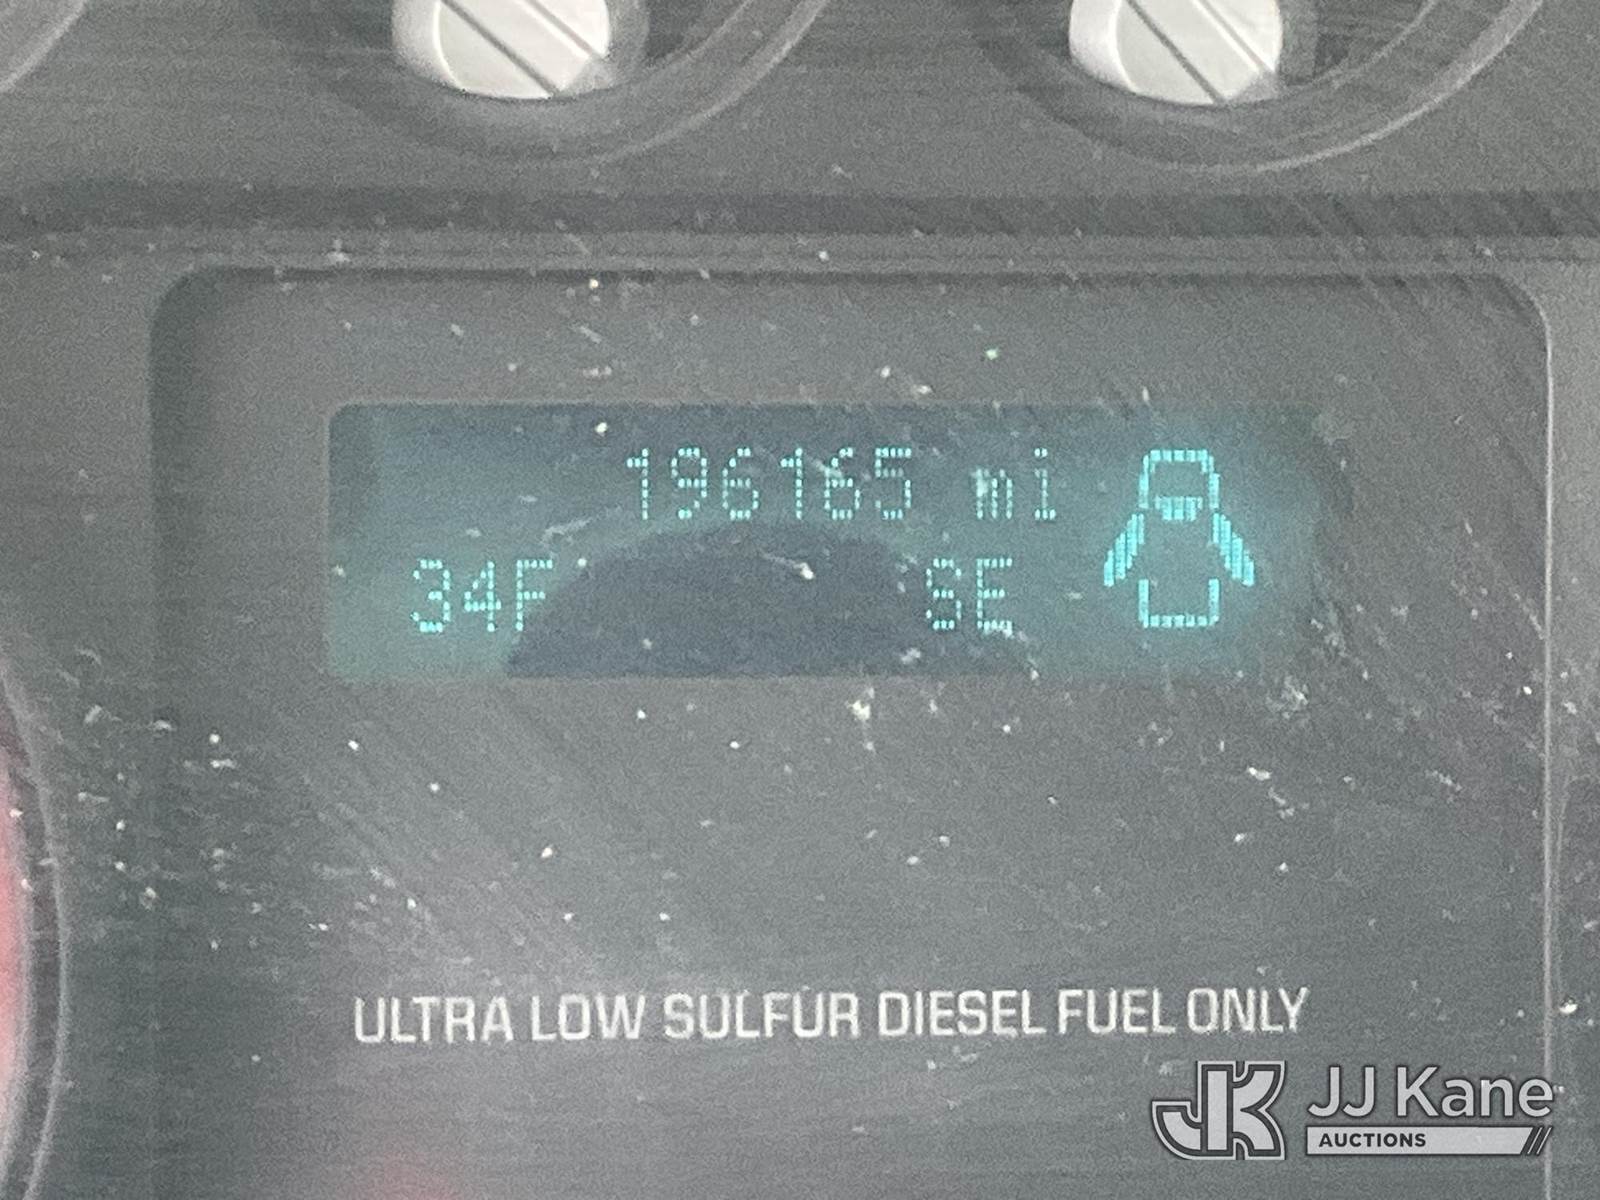 196165 mi
34F SE
ULTRA LOW SULFUR DIESEL FUEL ONLY
JK JJ Kane
AUCTIONS